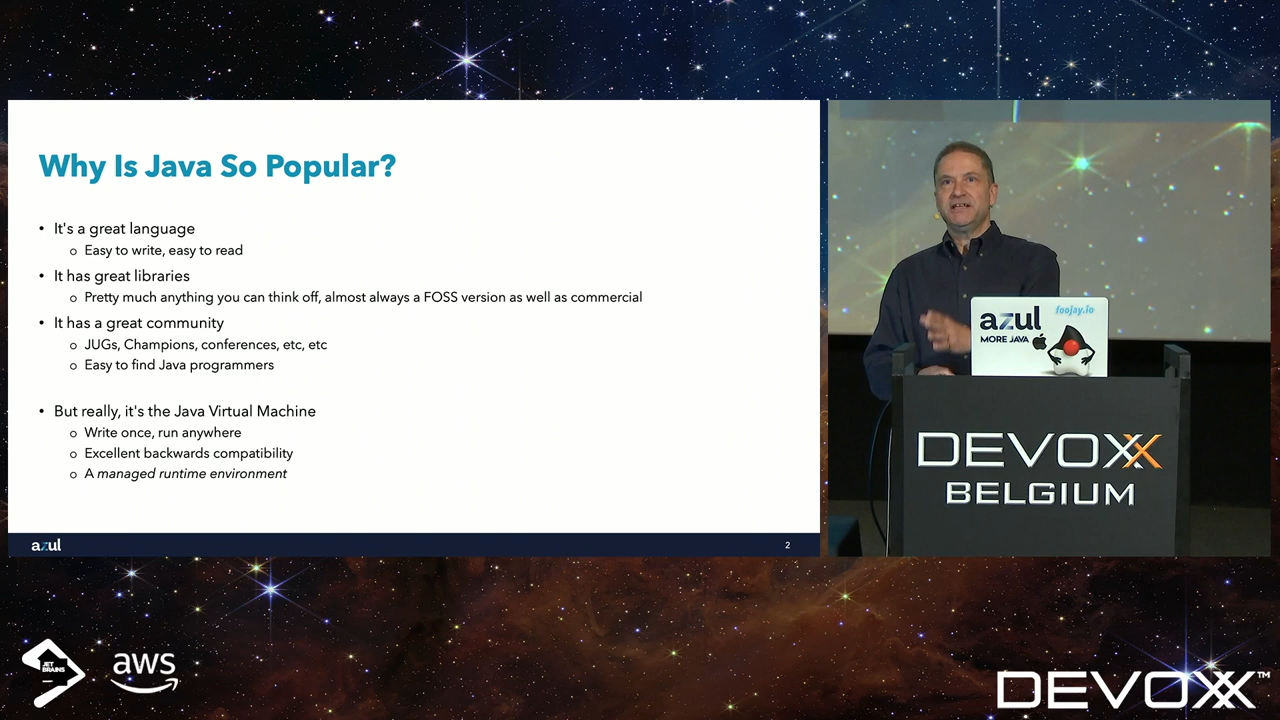 Why Is Java So Popular?
• It's a great language
o Easy to write, easy to read
• It has great libraries
o Pretty much anything you can think off, almost always a FOSS version as well as commercial
• It has a great community
o JUGs, Champions, conferences, etc, etc
o Easy to find Java programmers
• But really, it's the Java Virtual Machine
o Write once, run anywhere
o Excellent backwards compatibility
o A managed runtime environment
azul
2
azul
MORE JAVA
foojay.io
DEVOXX
BELGIUM
JET
BRAINS
aws
DEVOXX™